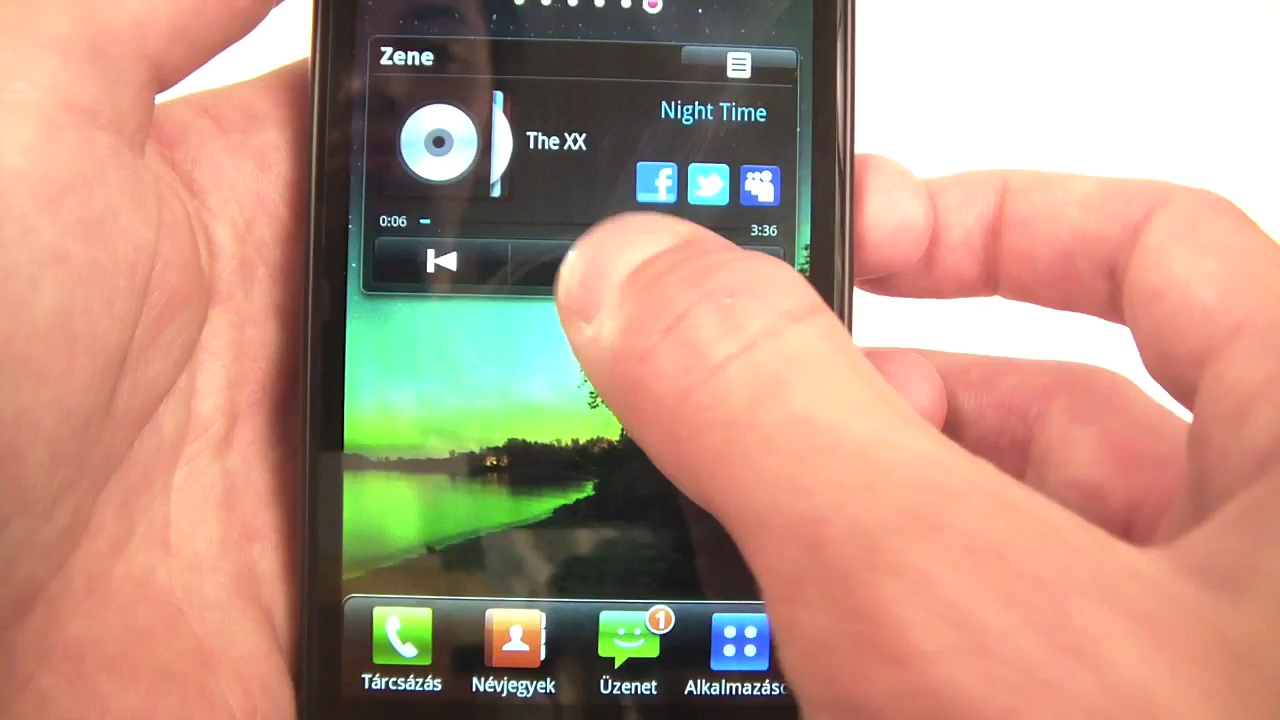 Zene
Night Time
The XX
0:06
3:36
1
Tárcsázás
Névjegyek
Üzenet